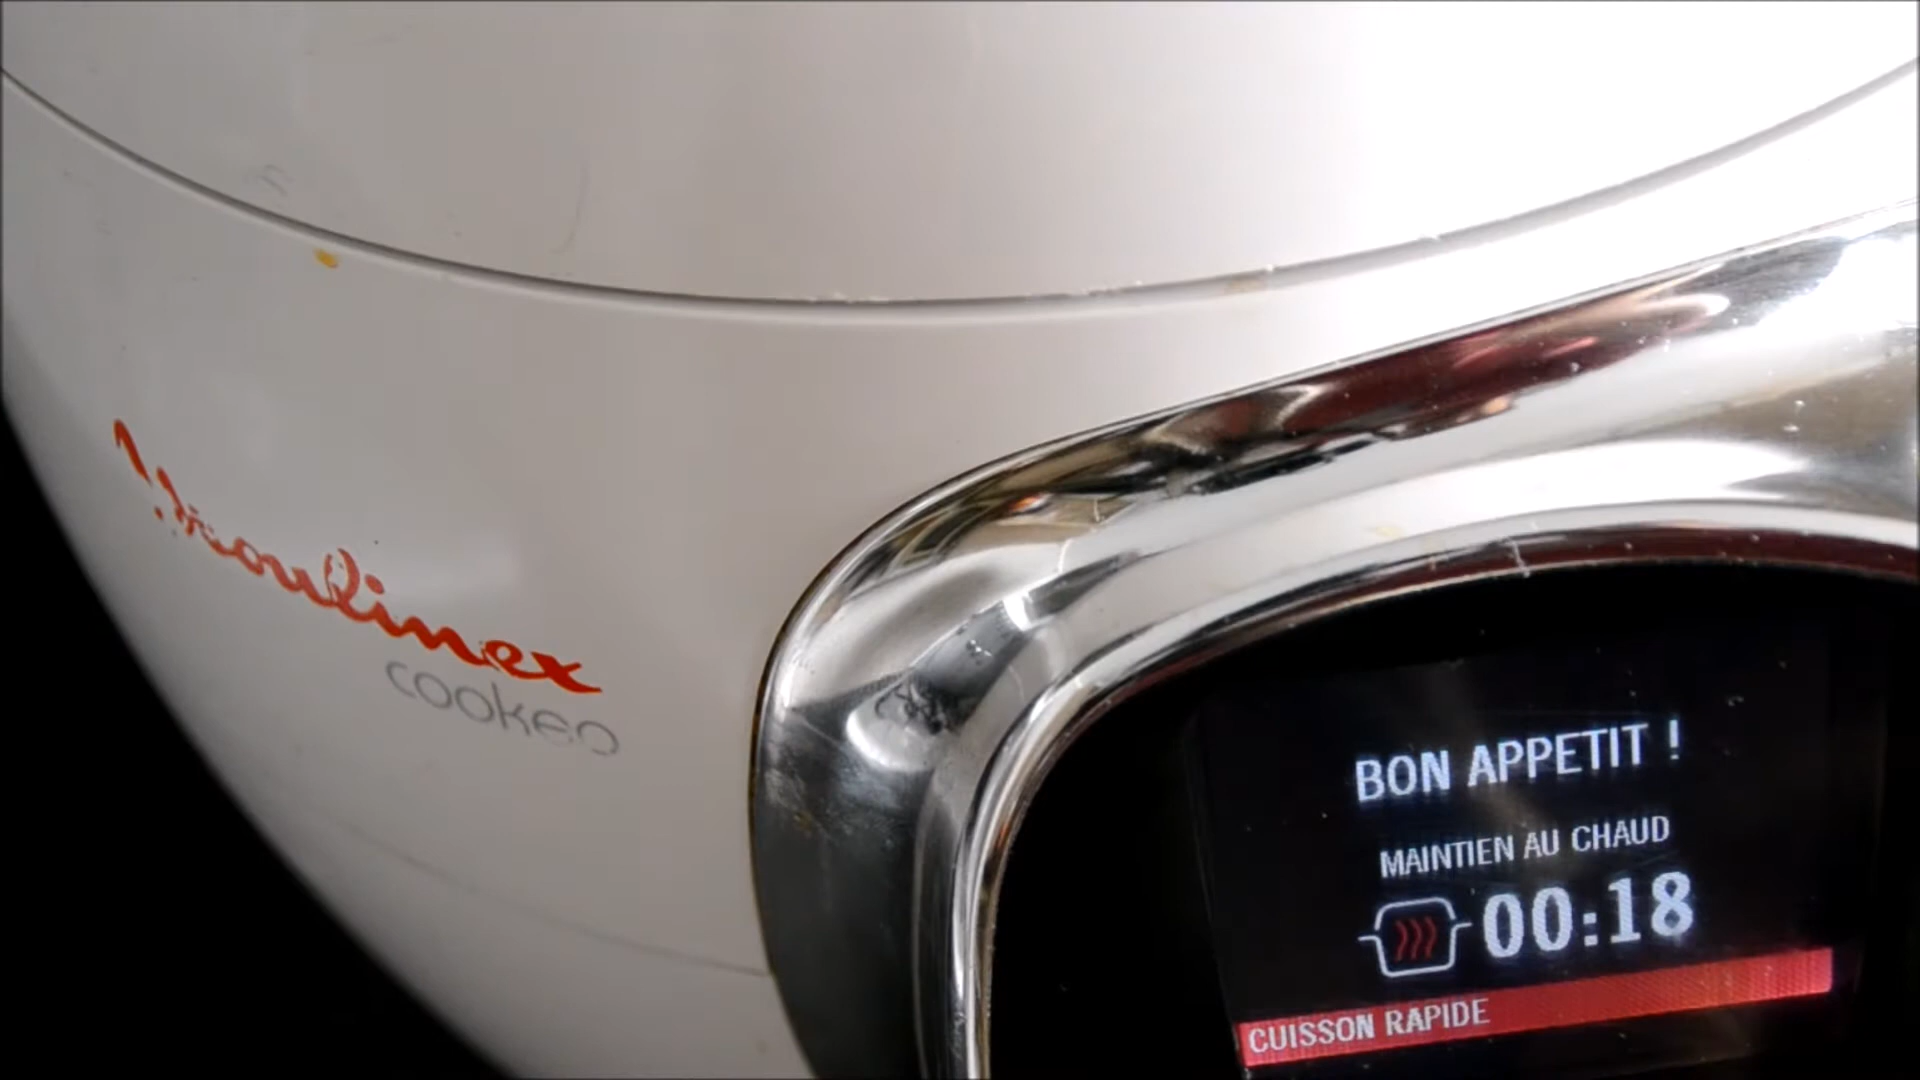 Moulinex
cookeo
BON APPETIT !
MAINTIEN AU CHAUD
00:18
CUISSON RAPIDE